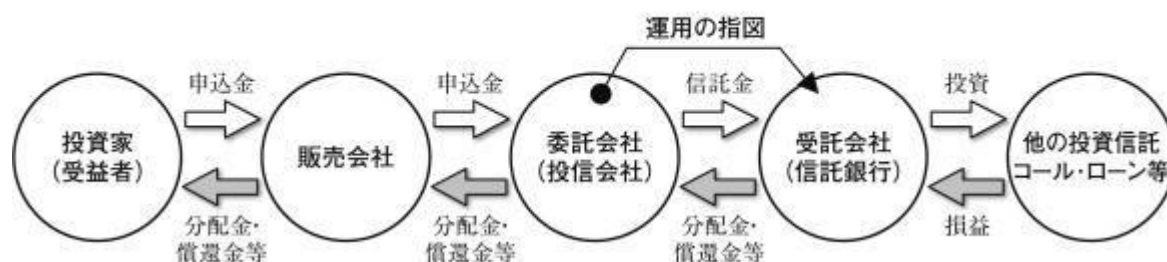 運用の指図
申込金
申込金
信託金
投資
投資家
(受益者)
販売会社
委託会社
(投信会社)
受託会社
(信託銀行)
他の投資信託
コール・ローン等
分配金・
償還金等
分配金・
償還金等
分配金・
償還金等
損益